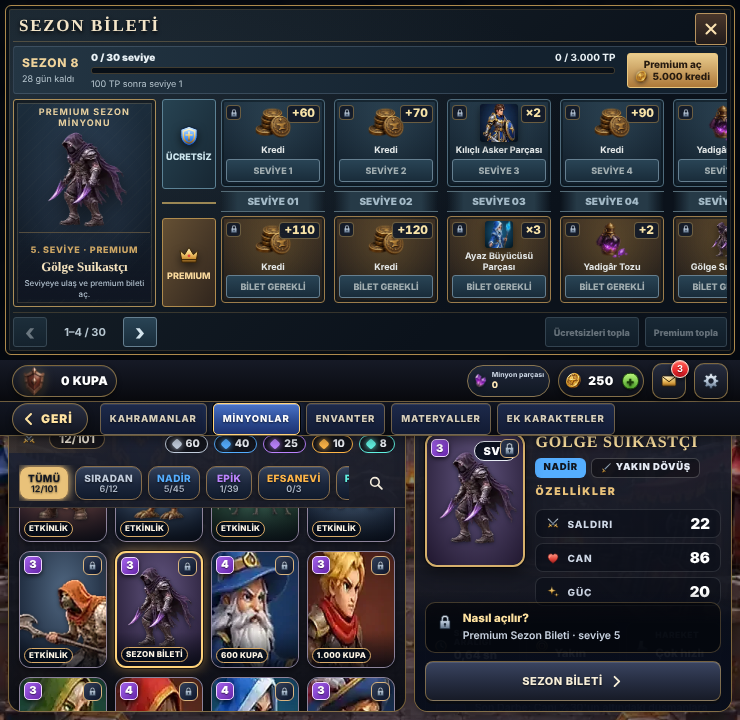 SEZON BİLETİ
SEZON 8
28 gün kaldı
0 / 30 seviye
0 / 3.000 TP
100 TP sonra seviye 1
Premium aç
5.000 kredi
PREMIUM SEZON
MİNYONU
5. SEVİYE · PREMIUM
Gölge Suikastçı
Seviyeye ulaş ve premium bileti
aç.
ÜCRETSİZ
PREMIUM
+60
Kredi
SEVİYE 1
+70
Kredi
SEVİYE 2
×2
Kılıçlı Asker Parçası
SEVİYE 3
+90
Kredi
SEVİYE 4
SEVİYE 01
SEVİYE 02
SEVİYE 03
SEVİYE 04
+110
Kredi
BİLET GEREKLİ
+120
Kredi
BİLET GEREKLİ
×3
Ayaz Büyücüsü
Parçası
BİLET GEREKLİ
+2
Yadigâr Tozu
BİLET GEREKLİ
1–4 / 30
Ücretsizleri topla
Premium topla
0 KUPA
Minyon parçası
0
250
3
GERİ
KAHRAMANLAR
MİNYONLAR
ENVANTER
MATERYALLER
EK KARAKTERLER
12/101
60
40
25
10
8
TÜMÜ
12/101
SIRADAN
6/12
NADİR
5/45
EPİK
1/39
EFSANEVİ
0/3
ETKİNLİK
ETKİNLİK
ETKİNLİK
ETKİNLİK
3
ETKİNLİK
3
SEZON BİLETİ
4
600 KUPA
3
1.000 KUPA
3
4
4
3
3
GÖLGE SUIKASTÇI
NADİR
YAKIN DÖVÜŞ
ÖZELLİKLER
SALDIRI
22
CAN
86
GÜÇ
20
Nasıl açılır?
Premium Sezon Bileti · seviye 5
SEZON BİLETİ